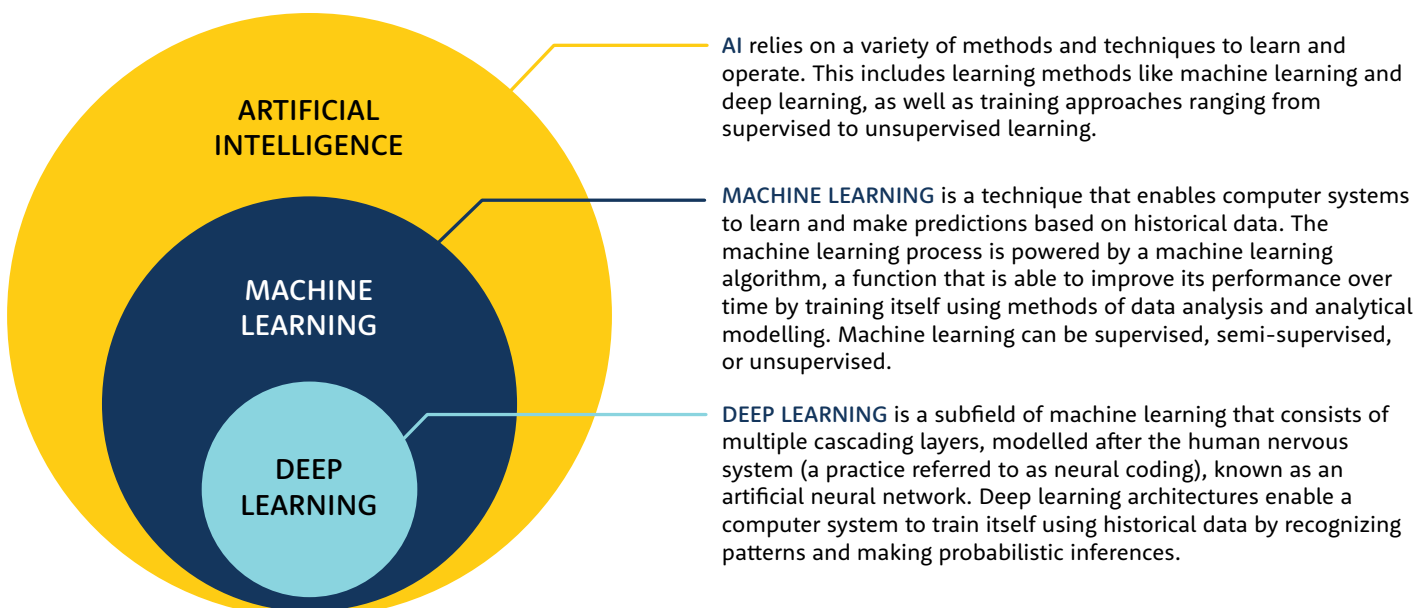 ARTIFICIAL
INTELLIGENCE
MACHINE
LEARNING
DEEP
LEARNING
AI relies on a variety of methods and techniques to learn and
operate. This includes learning methods like machine learning and
deep learning, as well as training approaches ranging from
supervised to unsupervised learning.
MACHINE LEARNING is a technique that enables computer systems
to learn and make predictions based on historical data. The
machine learning process is powered by a machine learning
algorithm, a function that is able to improve its performance over
time by training itself using methods of data analysis and analytical
modelling. Machine learning can be supervised, semi-supervised,
or unsupervised.
DEEP LEARNING is a subfield of machine learning that consists of
multiple cascading layers, modelled after the human nervous
system (a practice referred to as neural coding), known as an
artificial neural network. Deep learning architectures enable a
computer system to train itself using historical data by recognizing
patterns and making probabilistic inferences.